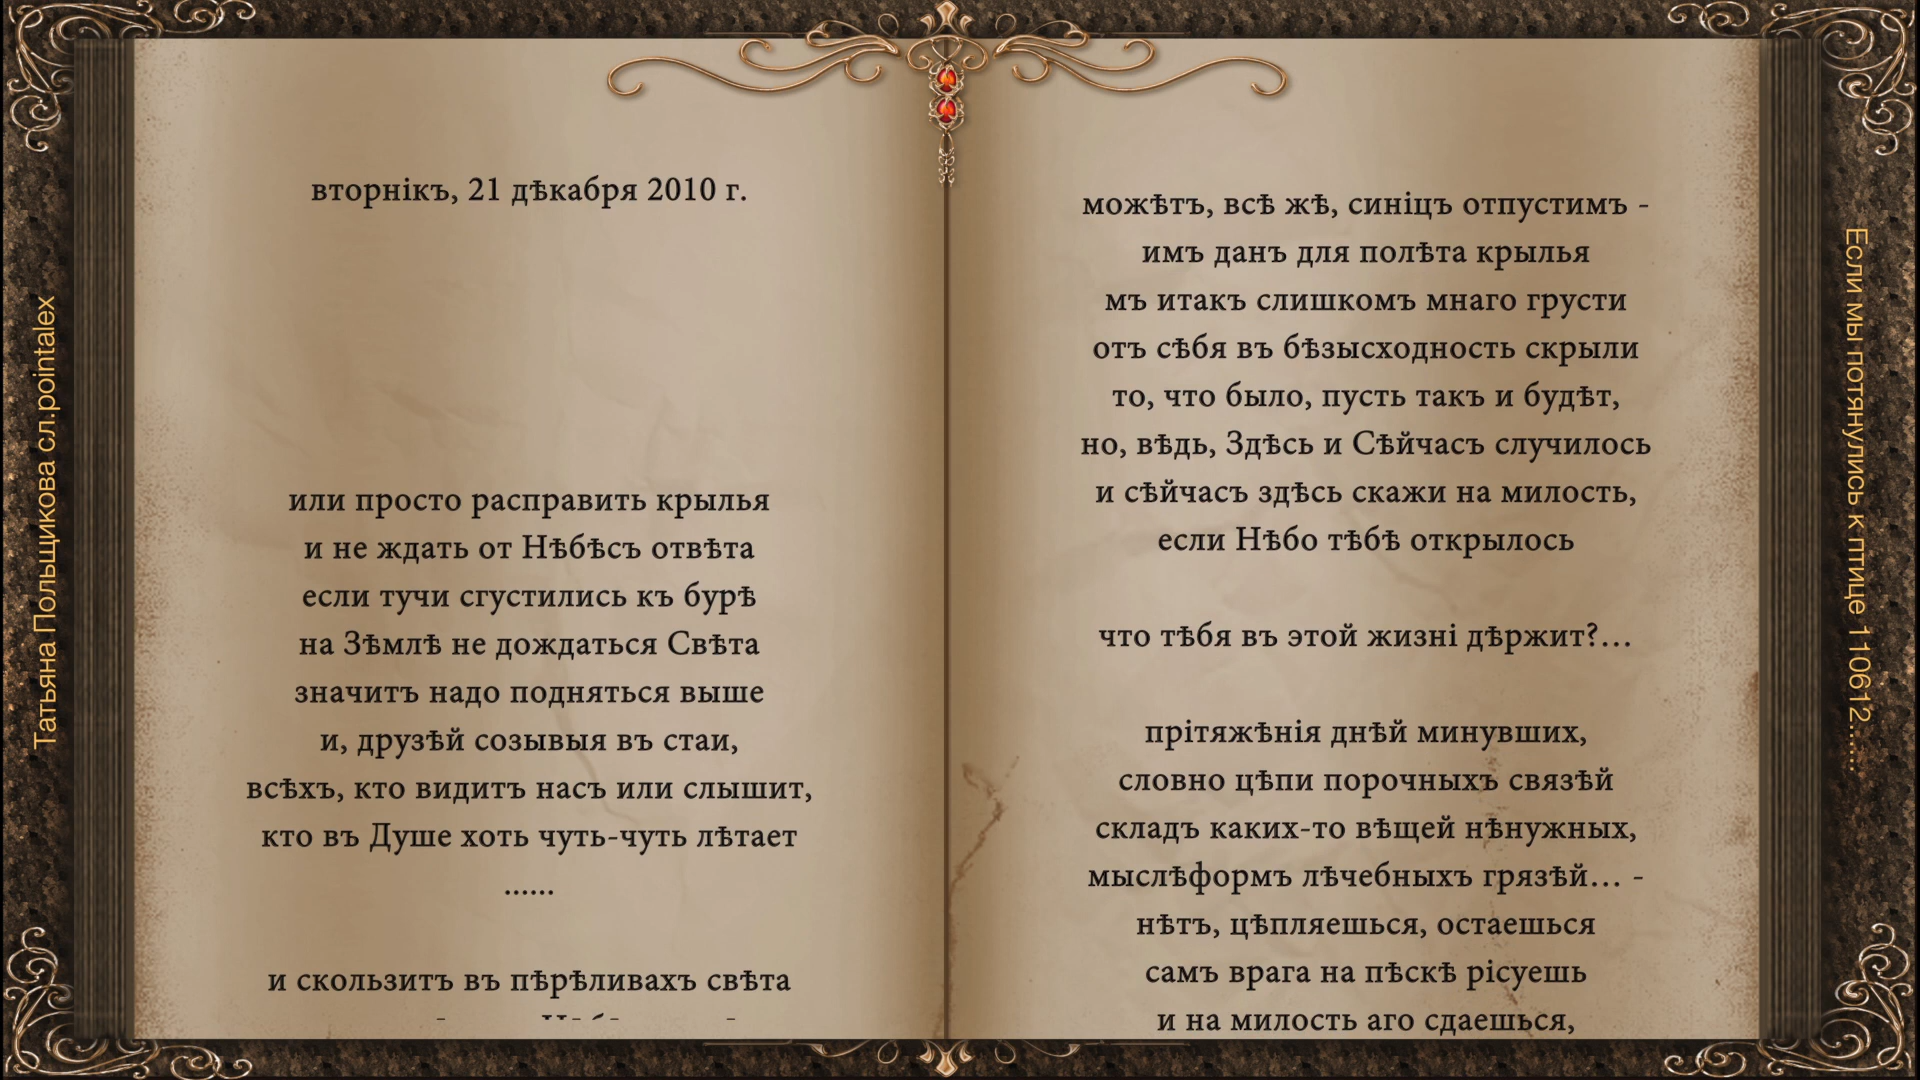 Татьяна Польщикова сл.pointalex
вторнікъ, 21 дѣкабря 2010 г.
или просто расправить крылья
и не ждать от Нѣбѣсъ отвѣта
если тучи сгустились къ бурѣ
на Зѣмлѣ не дождаться Свѣта
значитъ надо подняться выше
и, друзѣй созывыя въ стаи,
всѣхъ, кто видитъ насъ или слышит,
кто въ Душе хоть чуть-чуть лѣтает
......
и скользитъ въ пѣрѣливахъ свѣта
можѣтъ, всѣ жѣ, синіцъ отпустимъ -
имъ данъ для полѣта крылья
мъ итакъ слишкомъ мнаго грусти
отъ сѣбя въ бѣзысходность скрыли
то, что было, пусть такъ и будѣт,
но, вѣдь, Здѣсь и Сѣйчасъ случилось
и сѣйчасъ здѣсь скажи на милость,
если Нѣбо тѣбѣ открылось
что тѣбя въ этой жизні дѣржит?...
прітяжѣнія днѣй минувших,
словно цѣпи порочныхъ связѣй
складъ каких-то вѣщей нѣнужных,
мыслѣформъ лѣчебныхъ грязѣй... -
нѣтъ, цѣпляешься, остаешься
самъ врага на пѣскѣ рісуешь
и на милость аго сдаешься,
Если мы потянулись к птице 110612......